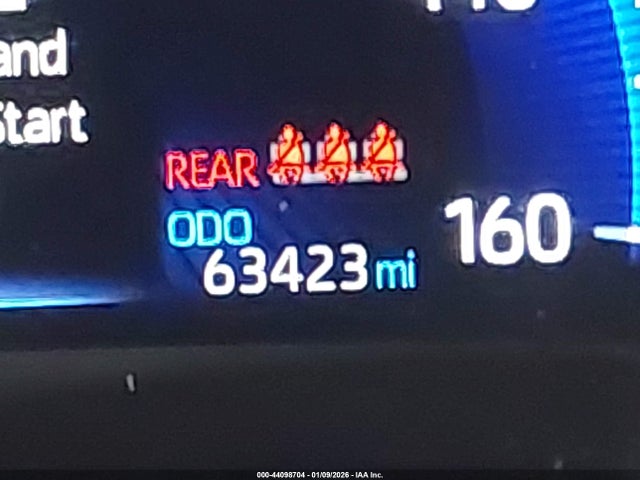 and
Start
REAR
ODO
63423 mi
160
000-44098704 - 01/09/2026 - IAA Inc.